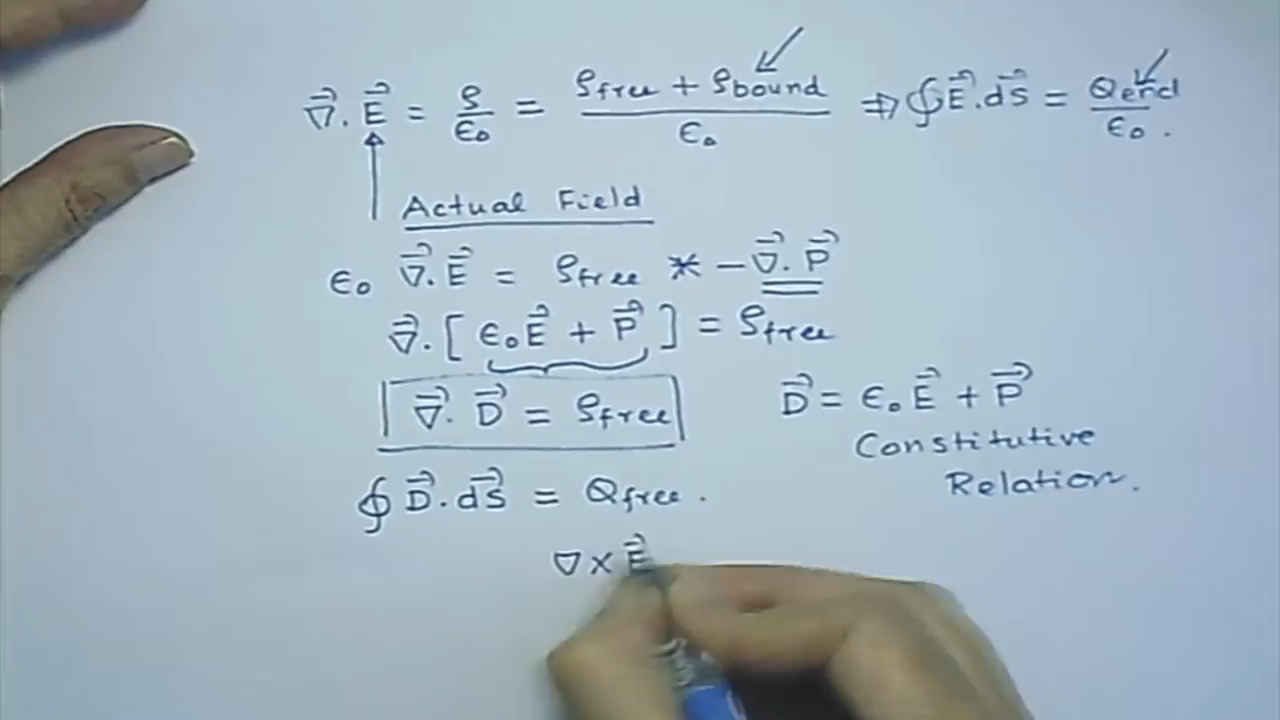 ∇⃗. E⃗ = ρ/ε₀ = (ρfree + ρbound)/ε₀ ⇒ ∮E⃗.dS⃗ = Qencl/ε₀.
Actual Field
ε₀ ∇⃗.E⃗ = ρfree * −∇⃗.P⃗
∇⃗.[ε₀E⃗ + P⃗] = ρfree
∇⃗. D⃗ = ρfree
D⃗ = ε₀E⃗ + P⃗
Constitutive
Relation.
∮ D⃗.dS⃗ = Qfree.
∇×E⃗